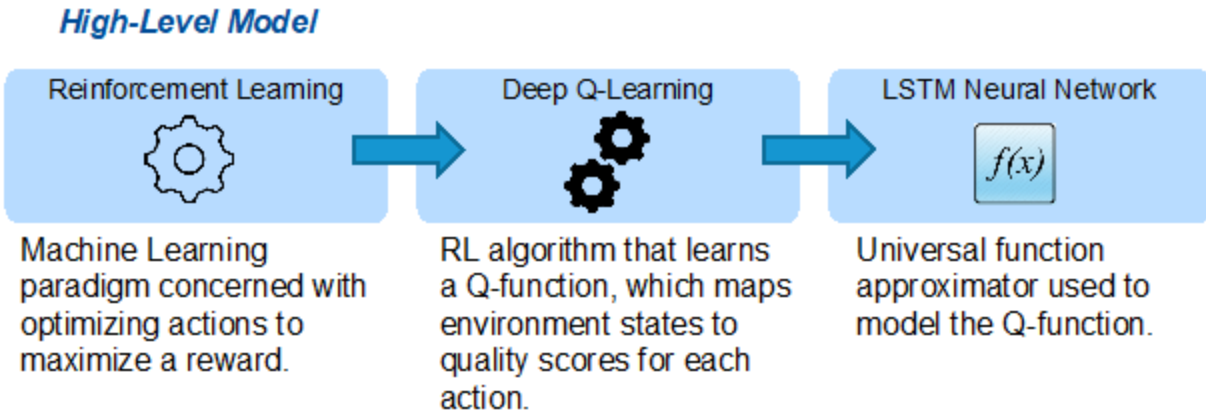 High-Level Model
Reinforcement Learning
Machine Learning
paradigm concerned with
optimizing actions to
maximize a reward.
Deep Q-Learning
RL algorithm that learns
a Q-function, which maps
environment states to
quality scores for each
action.
LSTM Neural Network
f(x)
Universal function
approximator used to
model the Q-function.